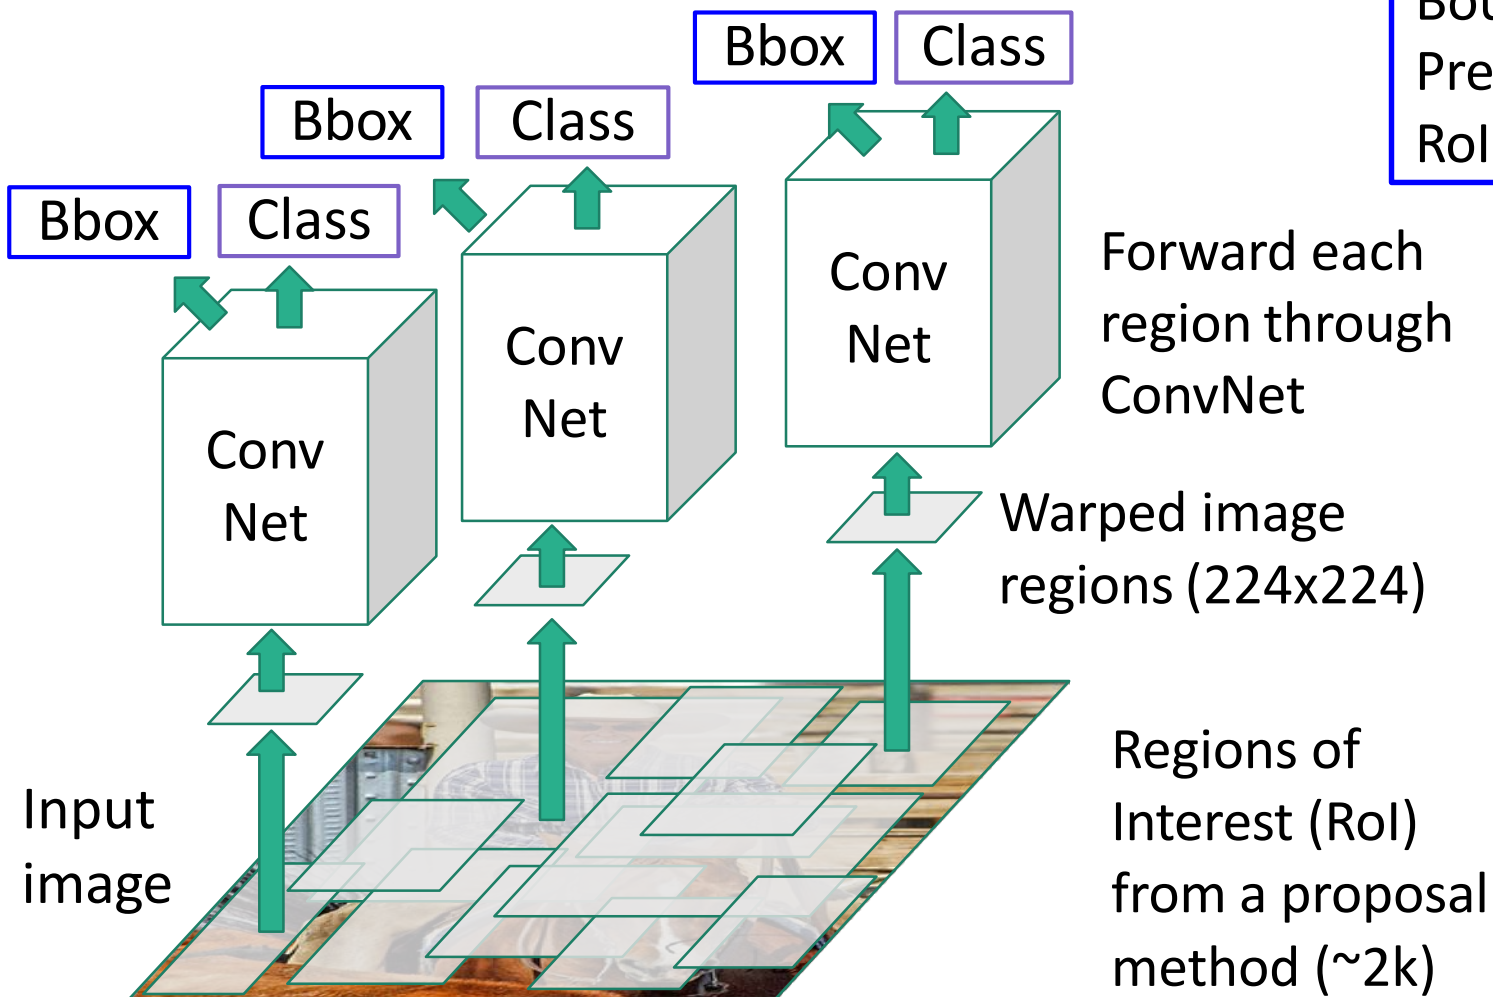 Bbox
Class
Pre
RoI
Bbox
Class
Bbox
Class
Forward each
region through
ConvNet
Conv
Net
Conv
Net
Conv
Net
Warped image
regions (224x224)
Input
image
Regions of
Interest (RoI)
from a proposal
method (~2k)